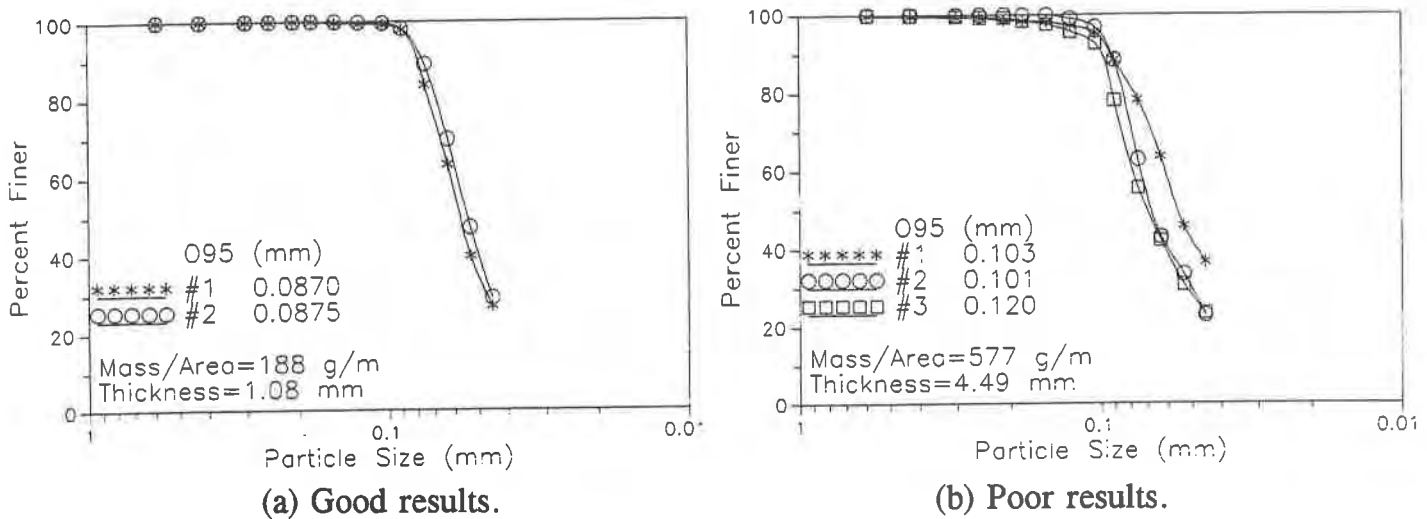 100
80
60
40
20
0
Percent Finer
O95 (mm)
#1 0.0870
#2 0.0875
Mass/Area=188 g/m
Thickness=1.08 mm
1 0.1 0.01
Particle Size (mm)
(a) Good results.
100
80
60
40
20
0
Percent Finer
O95 (mm)
#1 0.103
#2 0.101
#3 0.120
Mass/Area=577 g/m
Thickness=4.49 mm
1 0.1 0.01
Particle Size (mm)
(b) Poor results.